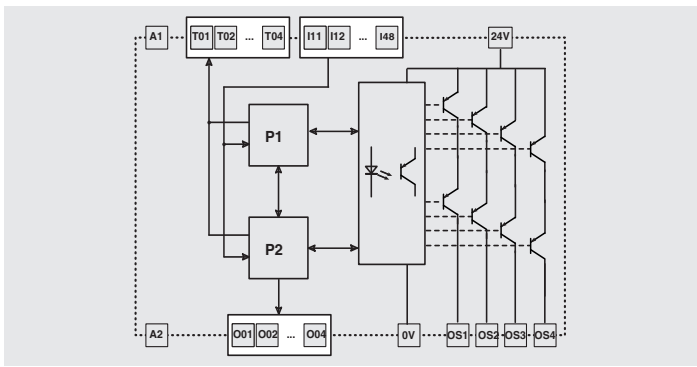 A1 T01 T02 ... T04 I11 I12 ... I48 24V
P1
P2
A2 O01 O02 ... O04 0V OS1 OS2 OS3 OS4